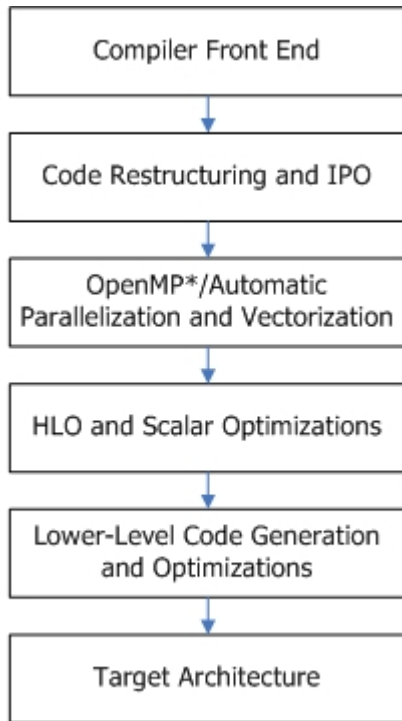 Compiler Front End
Code Restructuring and IPO
OpenMP*/Automatic
Parallelization and Vectorization
HLO and Scalar Optimizations
Lower-Level Code Generation
and Optimizations
Target Architecture